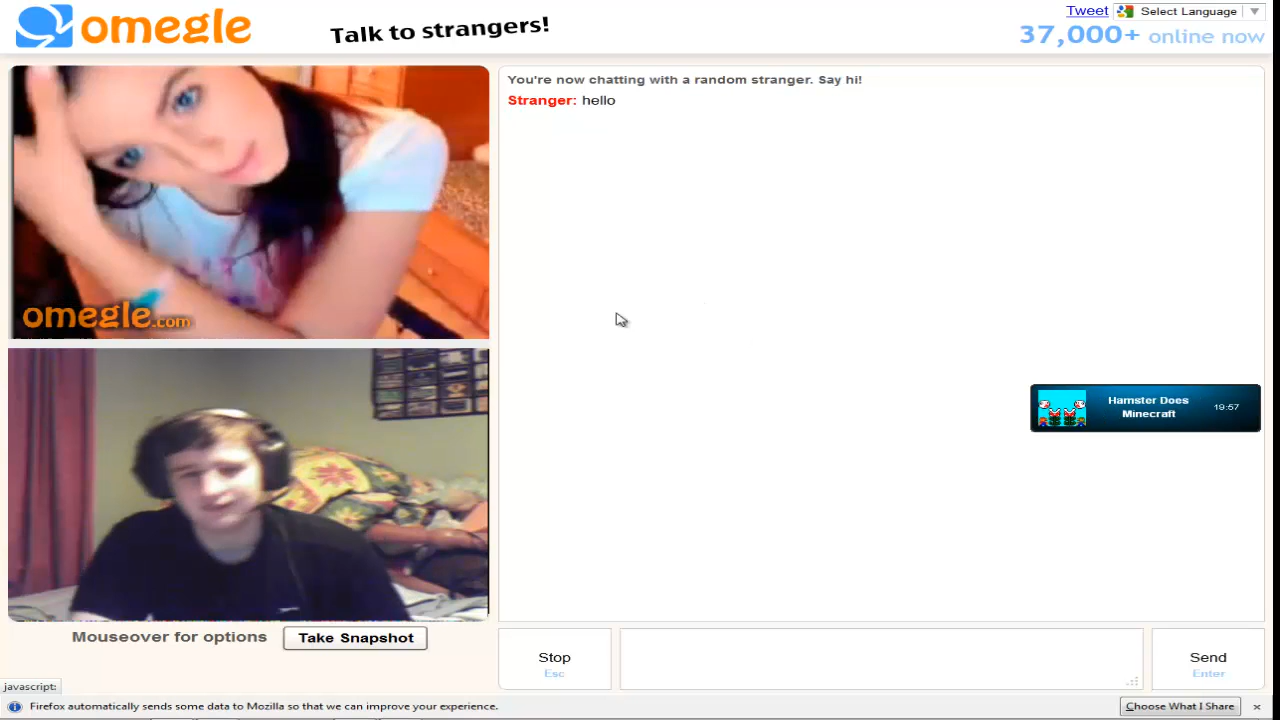 omegle
Talk to strangers!
Tweet
Select Language
37,000+ online now
You're now chatting with a random stranger. Say hi!
Stranger: hello
omegle.com
Hamster Does
Minecraft
19:57
Mouseover for options
Take Snapshot
Stop
Esc
Send
Enter
javascript:
Firefox automatically sends some data to Mozilla so that we can improve your experience.
Choose What I Share